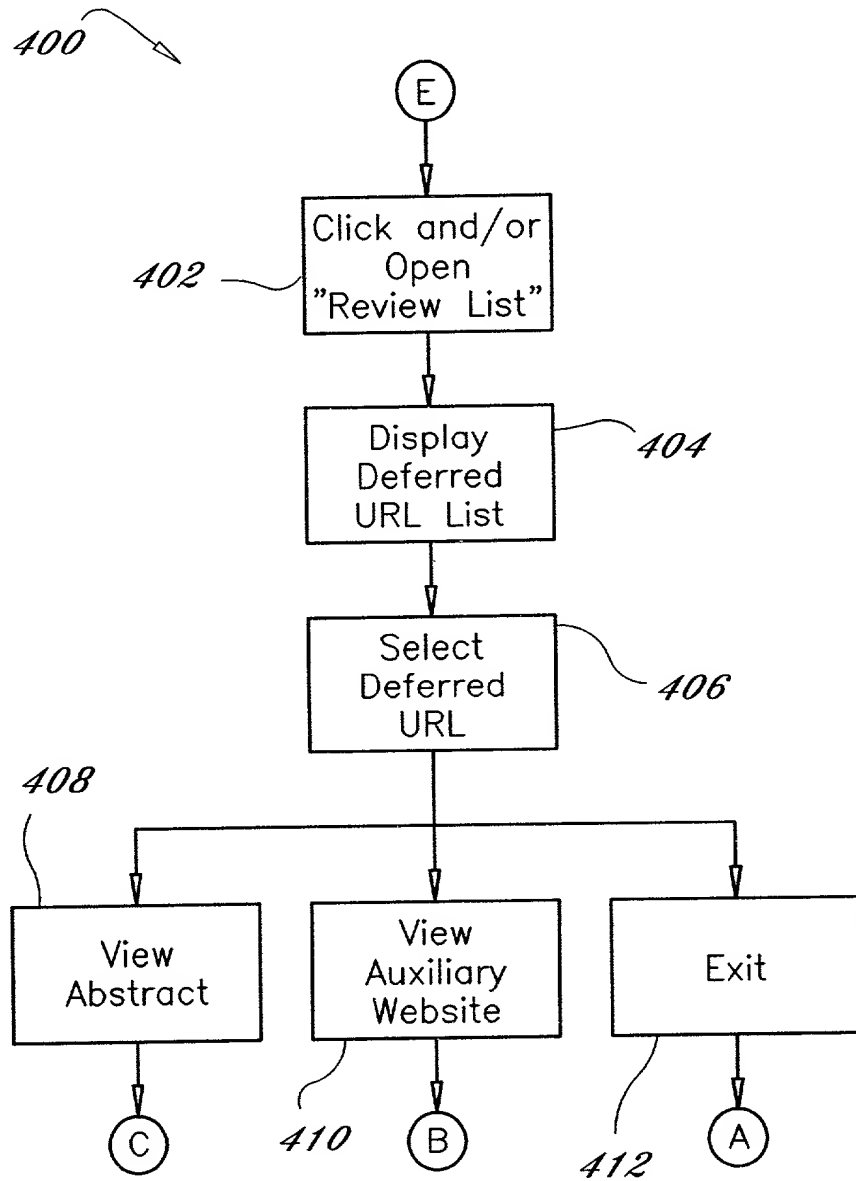 400
E
Click and/or
Open
"Review List"
402
Display
Deferred
URL List
404
Select
Deferred
URL
406
408
View
Abstract
View
Auxiliary
Website
Exit
C
410
B
412
A